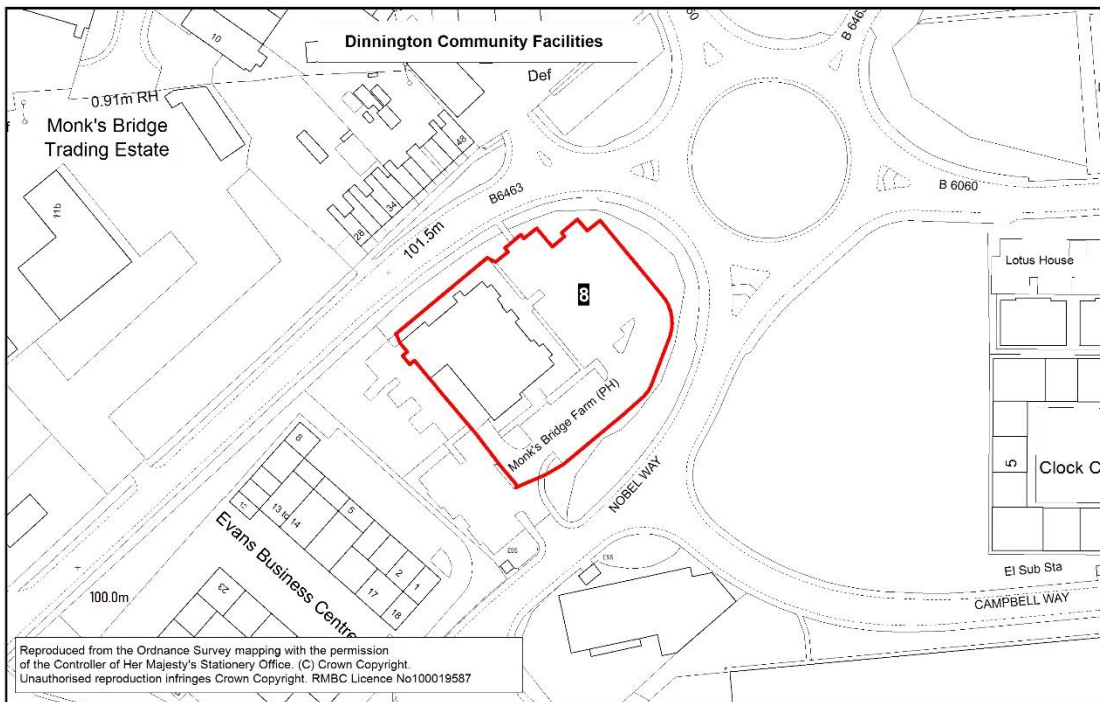 Dinnington Community Facilities
10
0.91m RH
Monk's Bridge
Trading Estate
Def
11b
28
34
48
B6463
101.5m
B 6463
B 6060
8
Monk's Bridge Farm (PH)
NOBEL WAY
Lotus House
5
Clock C
El Sub Sta
CAMPBELL WAY
ESS
ESS
8
12
13 to 14
5
2
1
17
18
23
Evans Business Centre
100.0m
Reproduced from the Ordnance Survey mapping with the permission
of the Controller of Her Majesty's Stationery Office. (C) Crown Copyright.
Unauthorised reproduction infringes Crown Copyright. RMBC Licence No100019587